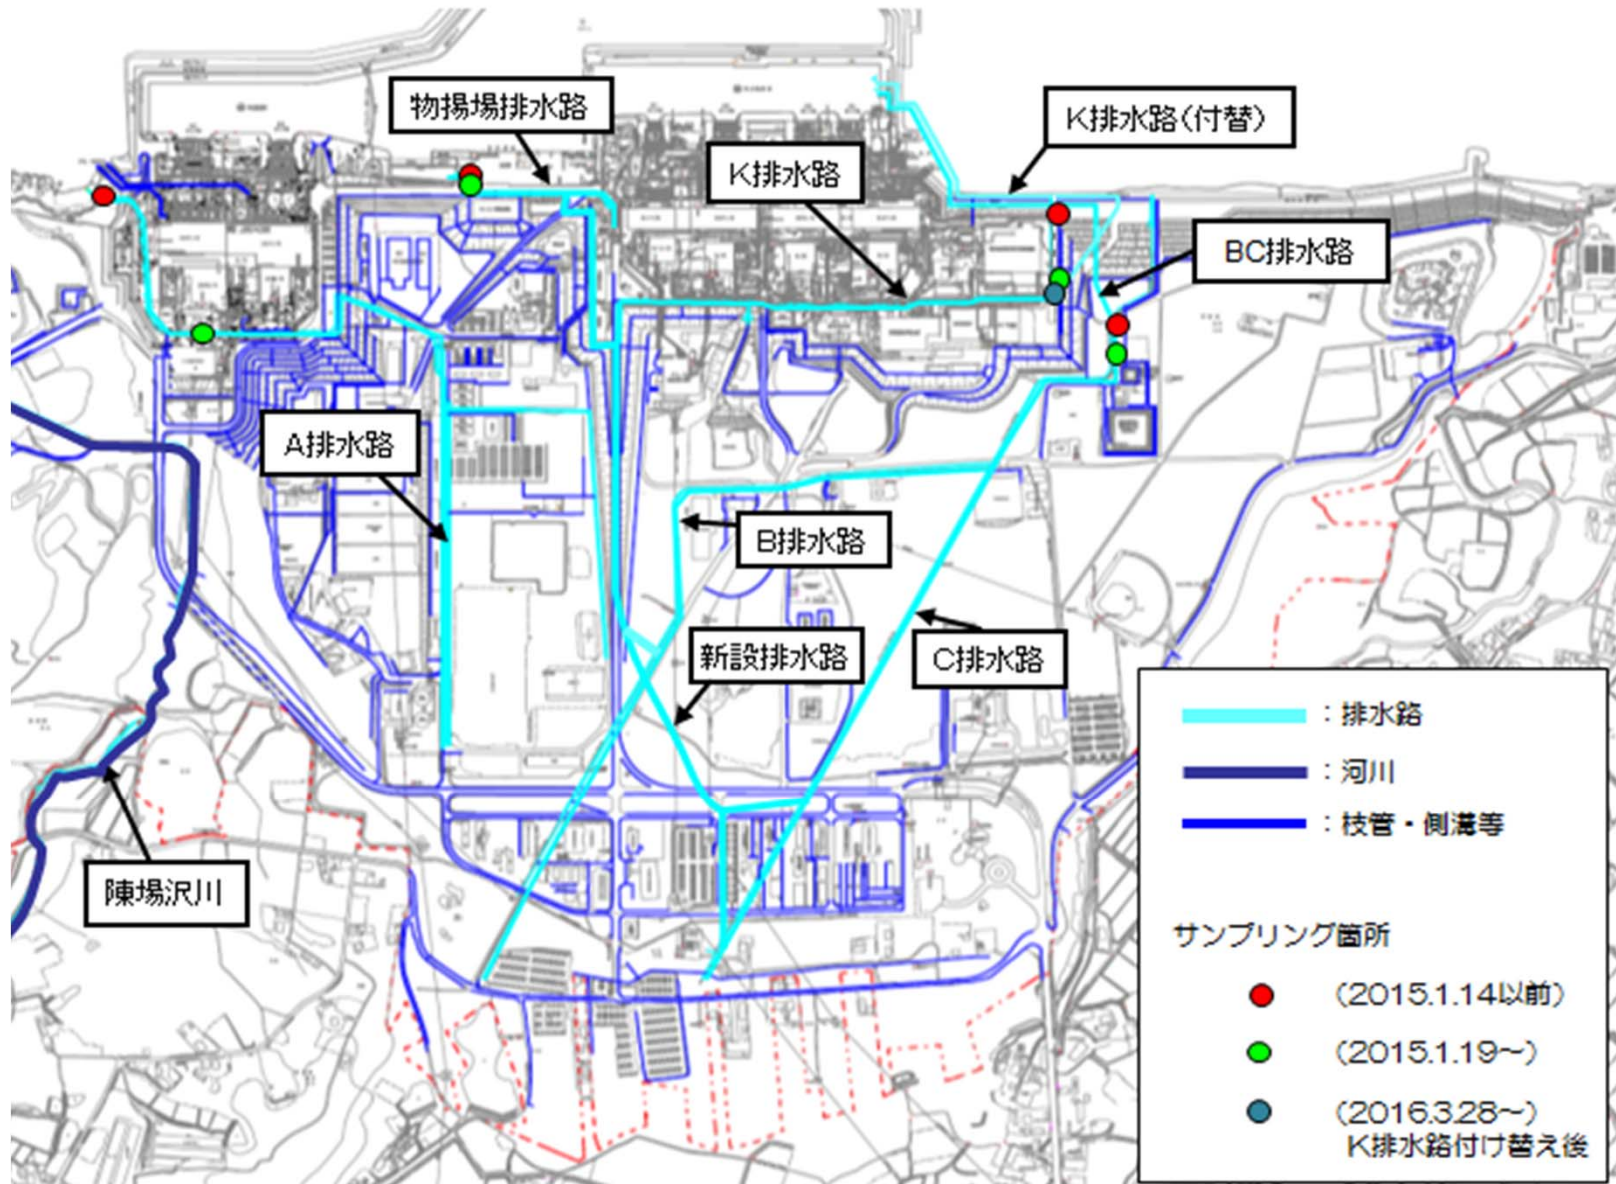 物揚場排水路
K排水路(付替)
K排水路
BC排水路
A排水路
B排水路
新設排水路
C排水路
陳場沢川
：排水路
：河川
：枝管・側溝等
サンプリング箇所
（2015.1.14以前）
（2015.1.19～）
（2016.3.28～）
K排水路付け替え後